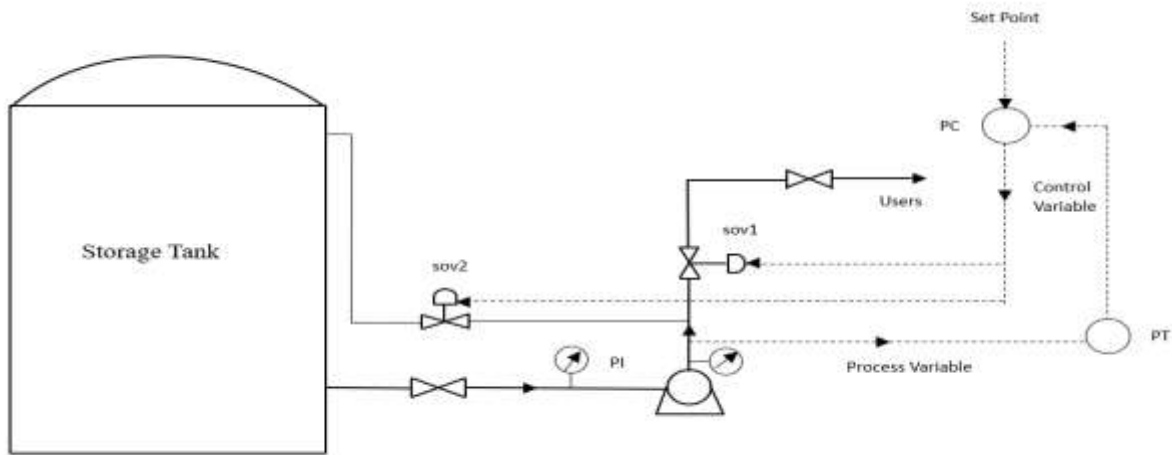 Set Point
PC
Control
Variable
Users
sov1
Storage Tank
sov2
PT
PI
Process Variable